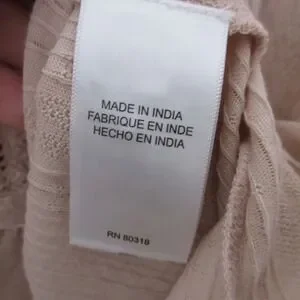 MADE IN INDIA
FABRIQUE EN INDE
HECHO EN INDIA
RN 80318